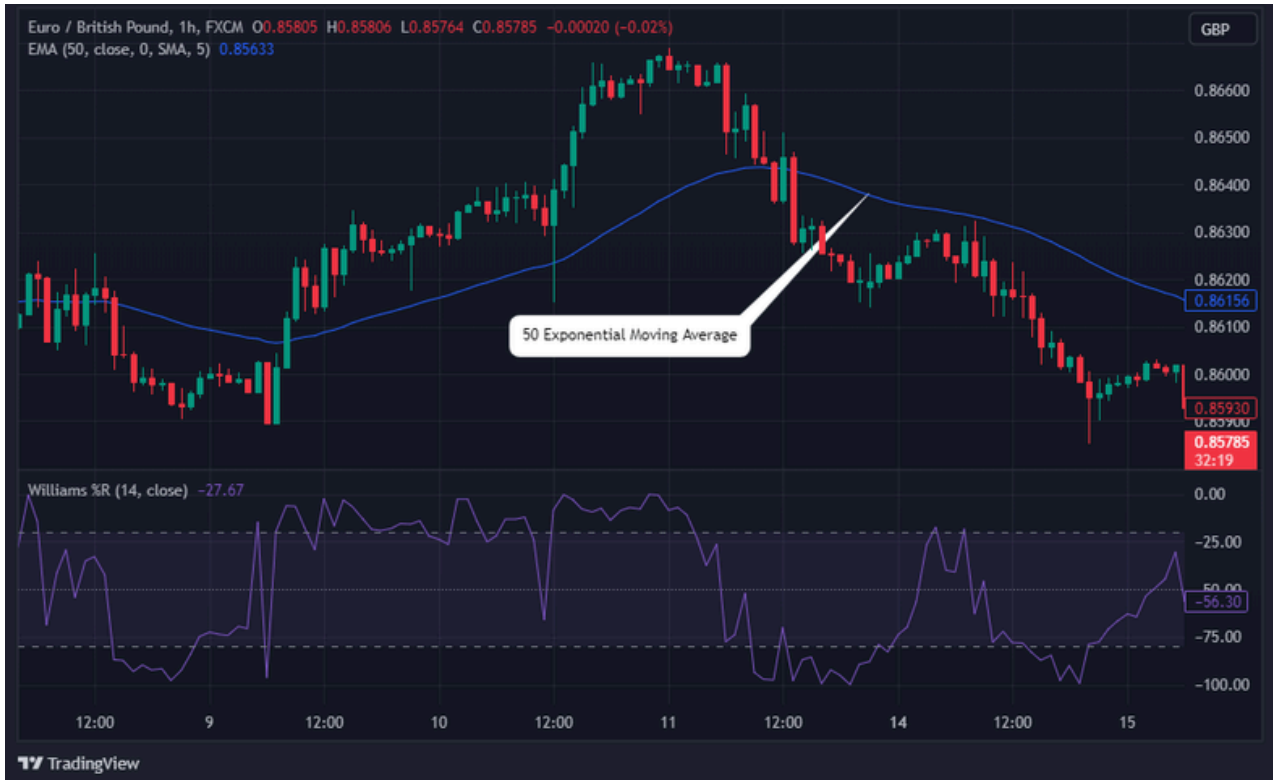 Euro / British Pound, 1h, FXCM O0.85805 H0.85806 L0.85764 C0.85785 −0.00020 (−0.02%)
EMA (50, close, 0, SMA, 5) 0.85633
GBP
0.86600
0.86500
0.86400
0.86300
0.86200
0.86156
0.86100
0.86000
0.85930
0.85900
0.85785
32:19
50 Exponential Moving Average
Williams %R (14, close) −27.67
0.00
−25.00
−50.00
−56.30
−75.00
−100.00
12:00 9 12:00 10 12:00 11 12:00 14 12:00 15
TradingView